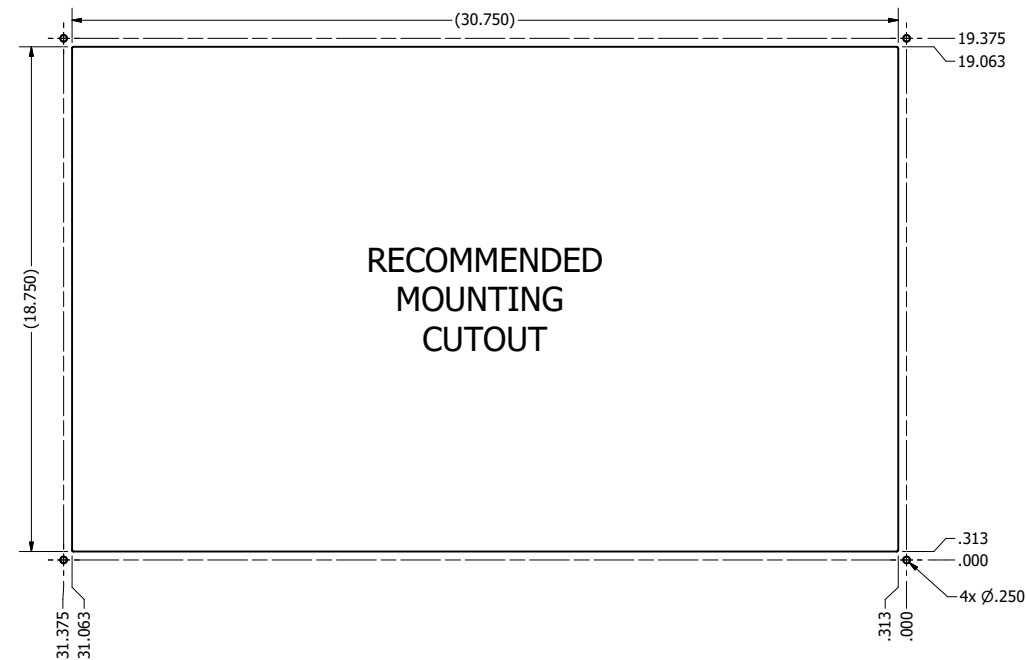 (30.750)
19.375
19.063
(18.750)
RECOMMENDED
MOUNTING
CUTOUT
.313
.000
4x Ø.250
31.375
31.063
.313
.000